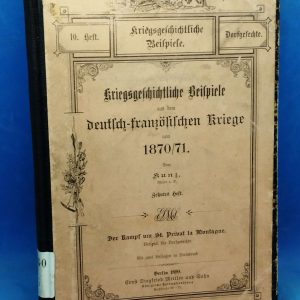 10. Heft.
Kriegsgeschichtliche
Beispiele.
Dorfgefechte.
Kriegsgeschichtliche Beispiele
aus dem
deutsch-französischen Kriege
von
1870/71.
Von
Kunz,
Major a. D.
Zehntes Heft.
Der Kampf um St. Privat la Montagne.
Beispiel für Dorfgefechte.
Berlin 1899.
Ernst Siegfried Mittler und Sohn